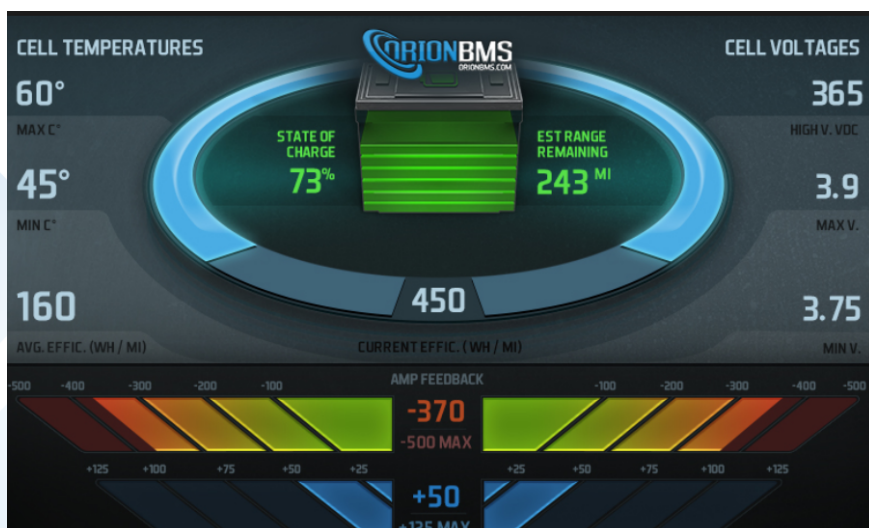 CELL TEMPERATURES
ORIONBMS
ORIONBMS.COM
CELL VOLTAGES
60°
MAX C°
STATE OF
CHARGE
73%
EST RANGE
REMAINING
243 MI
365
HIGH V. VDC
45°
MIN C°
3.9
MAX V.
160
AVG. EFFIC. (WH / MI)
450
CURRENT EFFIC. (WH / MI)
3.75
MIN V.
AMP FEEDBACK
-500 -400 -300 -200 -100 -100 -200 -300 -400 -500
-370
-500 MAX
+125 +100 +75 +50 +25 +25 +50 +75 +100 +125
+50
+125 MAX